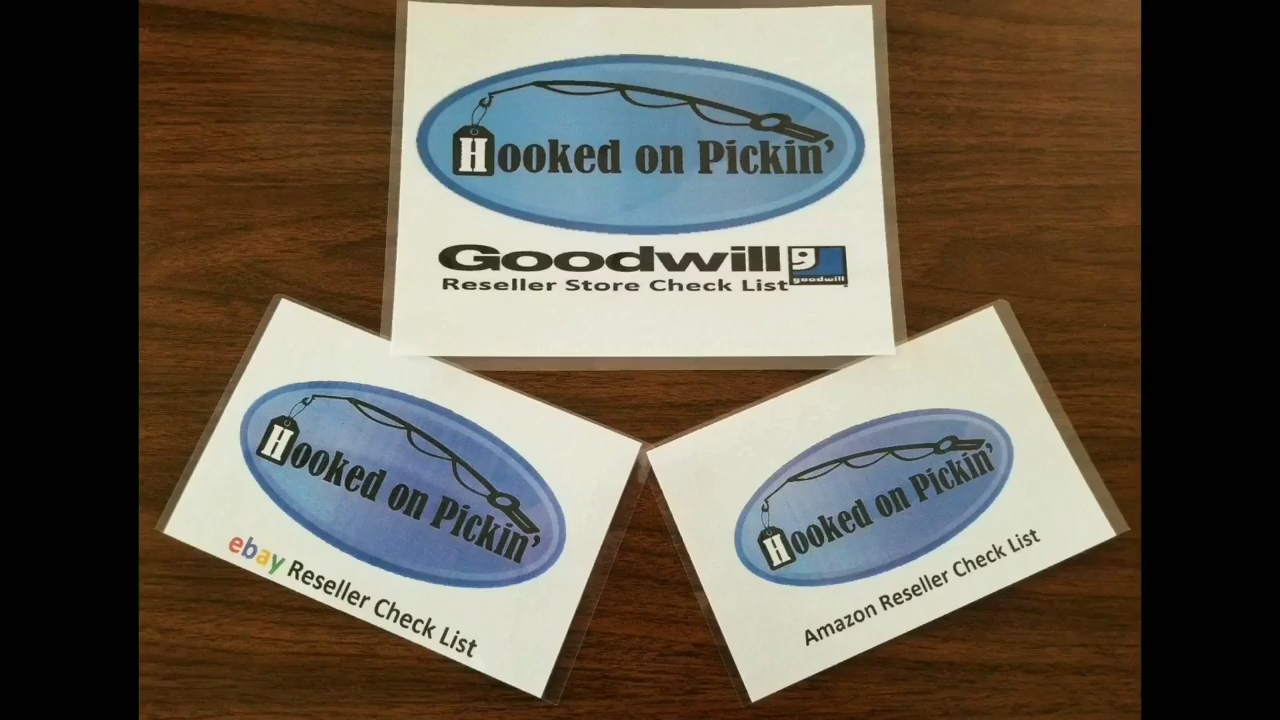 Hooked on Pickin'
Goodwill
goodwill
Reseller Store Check List
Hooked on Pickin'
ebay Reseller Check List
Hooked on Pickin'
Amazon Reseller Check List